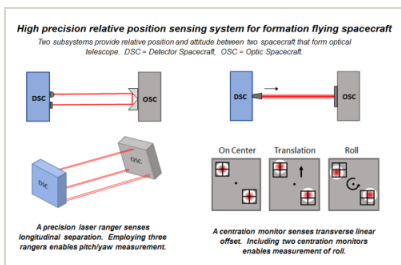 High precision relative position sensing system for formation flying spacecraft
Two subsystems provide relative position and attitude between two spacecraft that form optical
telescope. DSC = Detector Spacecraft, OSC = Optic Spacecraft.
DSC
OSC
DSC
OSC
OSC
DSC
On Center
Translation
Roll
A precision laser ranger senses
longitudinal separation. Employing three
rangers enables pitch/yaw measurement.
A centration monitor senses transverse linear
offset. Including two centration monitors
enables measurement of roll.